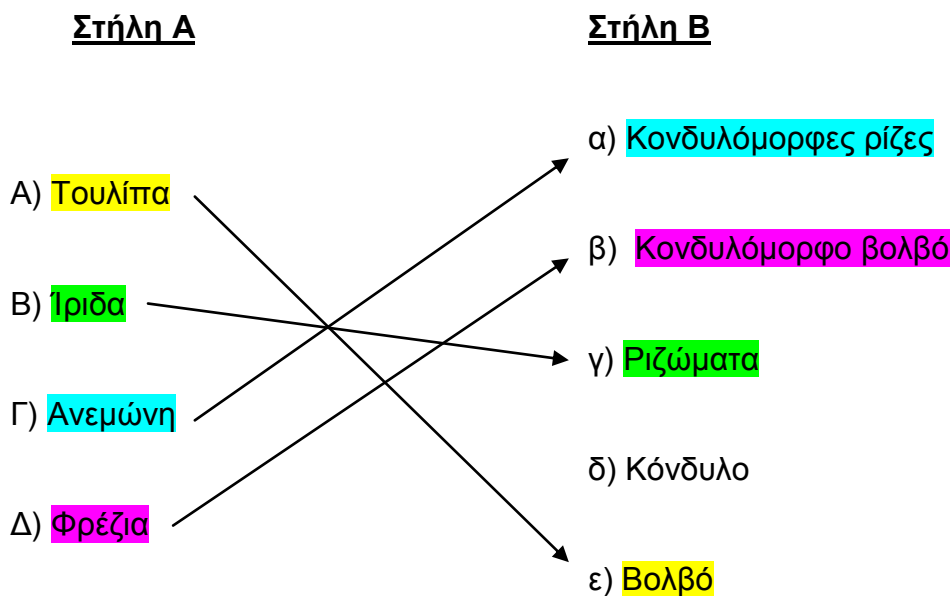 Στήλη Α
Στήλη Β
Α) Τουλίπα
Β) Ίριδα
Γ) Ανεμώνη
Δ) Φρέζια
α) Κονδυλόμορφες ρίζες
β) Κονδυλόμορφο βολβό
γ) Ριζώματα
δ) Κόνδυλο
ε) Βολβό